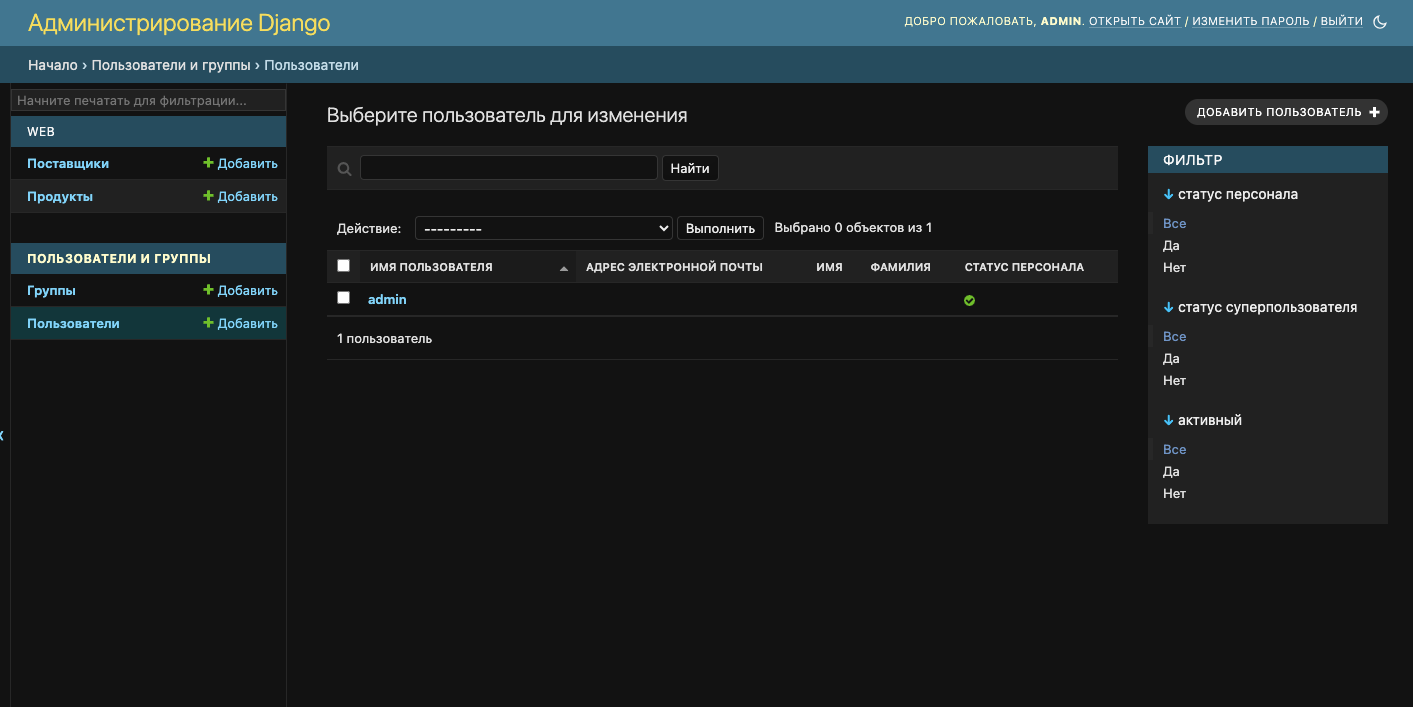 Администрирование Django
ДОБРО ПОЖАЛОВАТЬ, ADMIN. ОТКРЫТЬ САЙТ / ИЗМЕНИТЬ ПАРОЛЬ / ВЫЙТИ
Начало › Пользователи и группы › Пользователи
Начните печатать для фильтрации...
WEB
Поставщики + Добавить
Продукты + Добавить
ПОЛЬЗОВАТЕЛИ И ГРУППЫ
Группы + Добавить
Пользователи + Добавить
Выберите пользователь для изменения
ДОБАВИТЬ ПОЛЬЗОВАТЕЛЬ +
Найти
Действие: --------- Выполнить Выбрано 0 объектов из 1
ИМЯ ПОЛЬЗОВАТЕЛЯ АДРЕС ЭЛЕКТРОННОЙ ПОЧТЫ ИМЯ ФАМИЛИЯ СТАТУС ПЕРСОНАЛА
admin
1 пользователь
ФИЛЬТР
↓ статус персонала
Все
Да
Нет
↓ статус суперпользователя
Все
Да
Нет
↓ активный
Все
Да
Нет